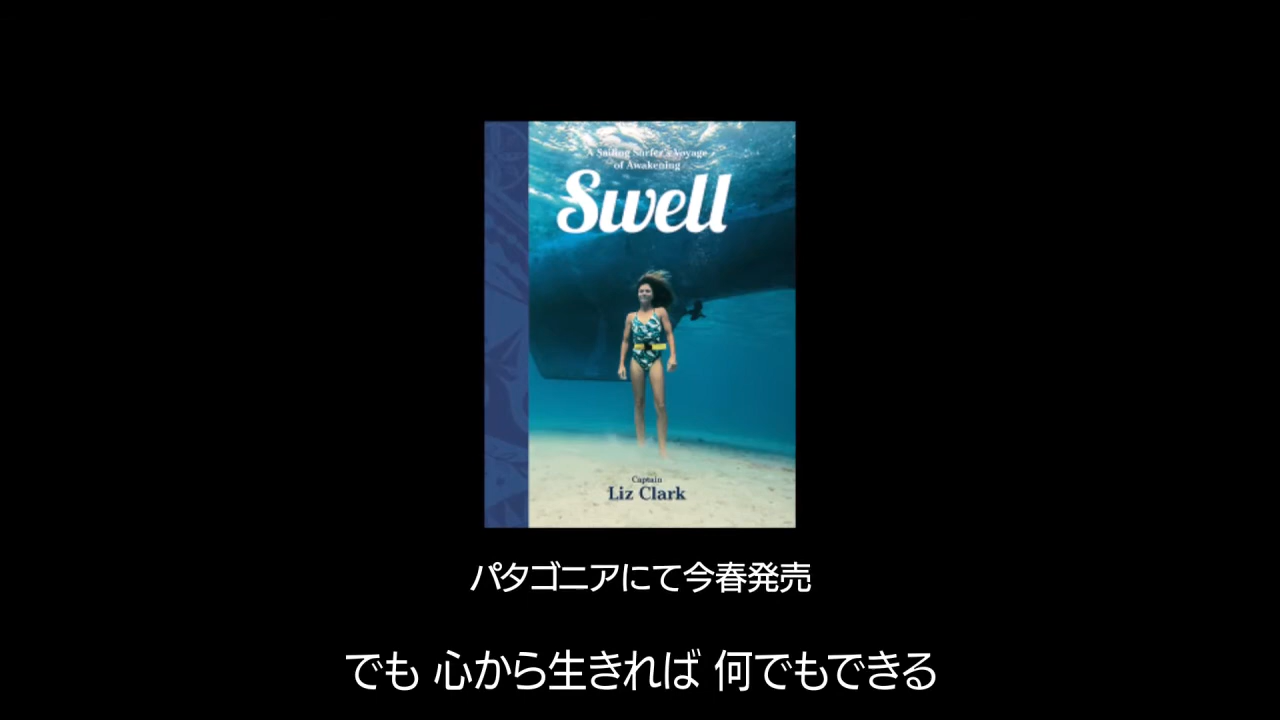 A Sailing Surfer's Voyage
of Awakening
Swell
Captain
Liz Clark
パタゴニアにて今春発売
でも 心から生きれば 何でもできる